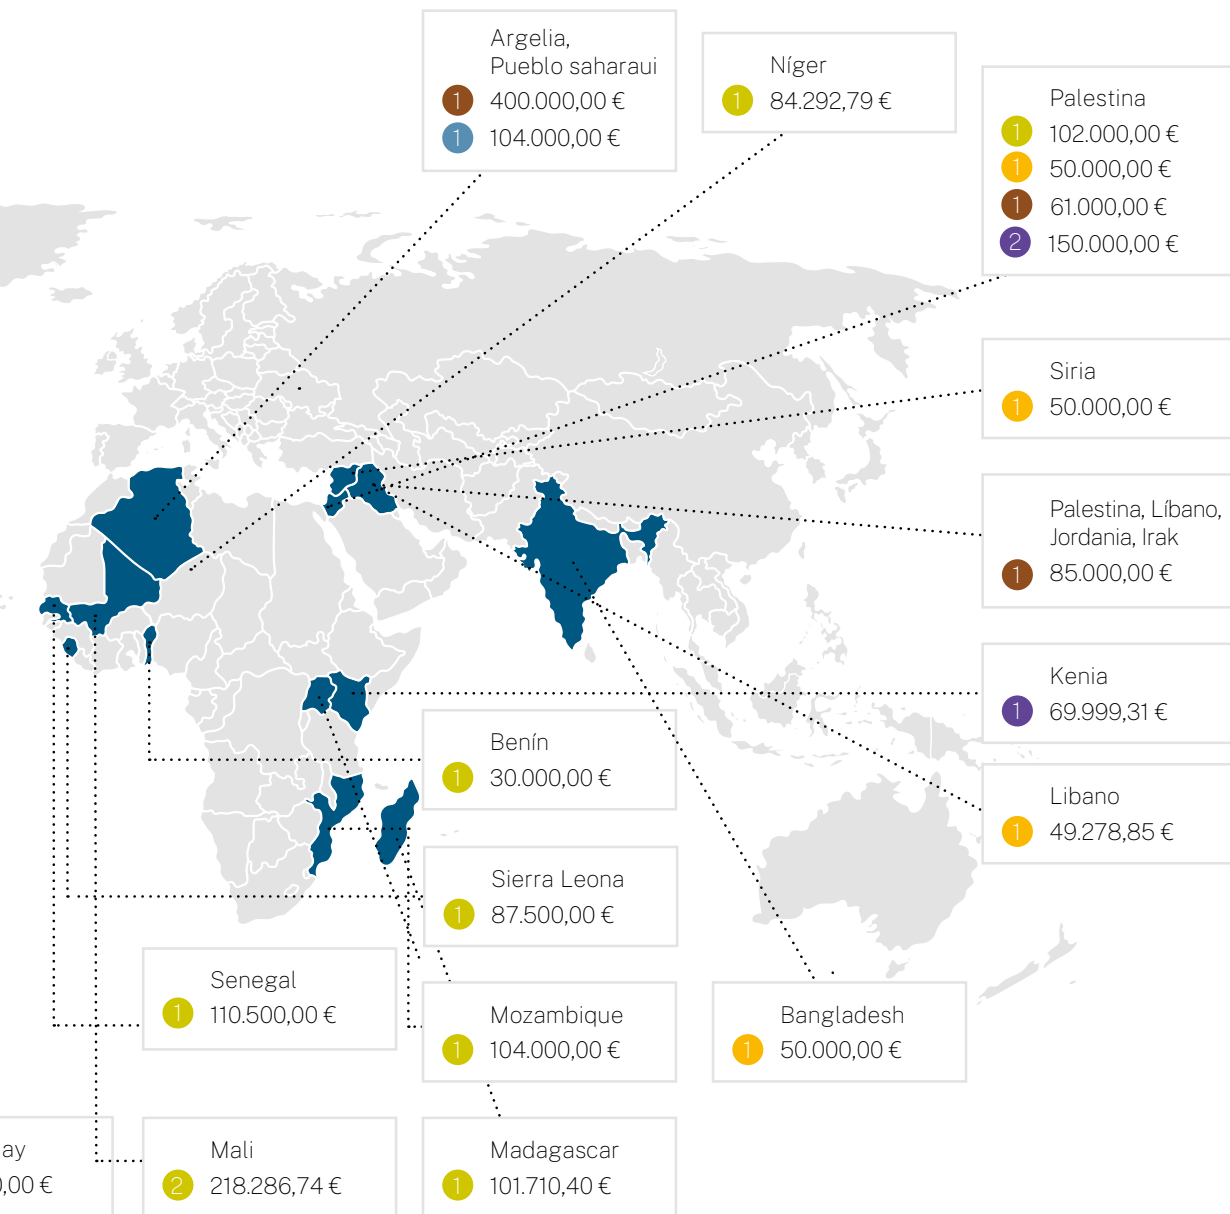 Argelia,
Pueblo saharaui
1 400.000,00 €
1 104.000,00 €
Níger
1 84.292,79 €
Palestina
1 102.000,00 €
1 50.000,00 €
1 61.000,00 €
2 150.000,00 €
Siria
1 50.000,00 €
Palestina, Líbano,
Jordania, Irak
1 85.000,00 €
Kenia
1 69.999,31 €
Benín
1 30.000,00 €
Libano
1 49.278,85 €
Sierra Leona
1 87.500,00 €
Senegal
1 110.500,00 €
Mozambique
1 104.000,00 €
Bangladesh
1 50.000,00 €
ay
,00 €
Mali
2 218.286,74 €
Madagascar
1 101.710,40 €